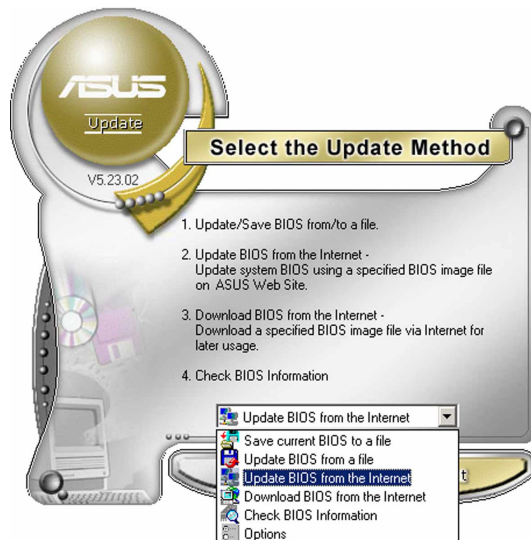 ASUS
Update
V5.23.02
Select the Update Method
1. Update/Save BIOS from/to a file.
2. Update BIOS from the Internet -
Update system BIOS using a specified BIOS image file
on ASUS Web Site.
3. Download BIOS from the Internet -
Download a specified BIOS image file via Internet for
later usage.
4. Check BIOS Information
Update BIOS from the Internet
Save current BIOS to a file
Update BIOS from a file
Update BIOS from the Internet
Download BIOS from the Internet
Check BIOS Information
Options